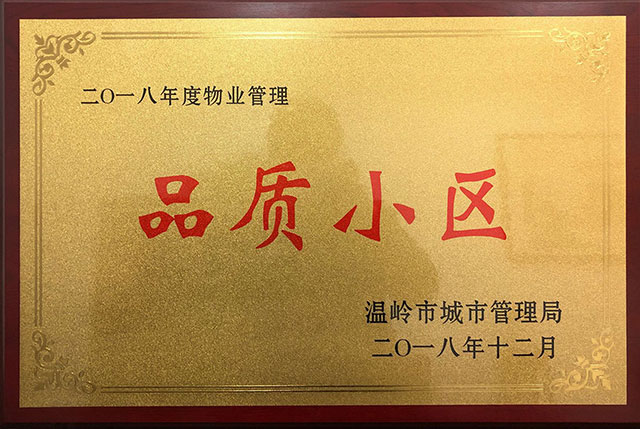 二〇一八年度物业管理
品质小区
温岭市城市管理局
二〇一八年十二月